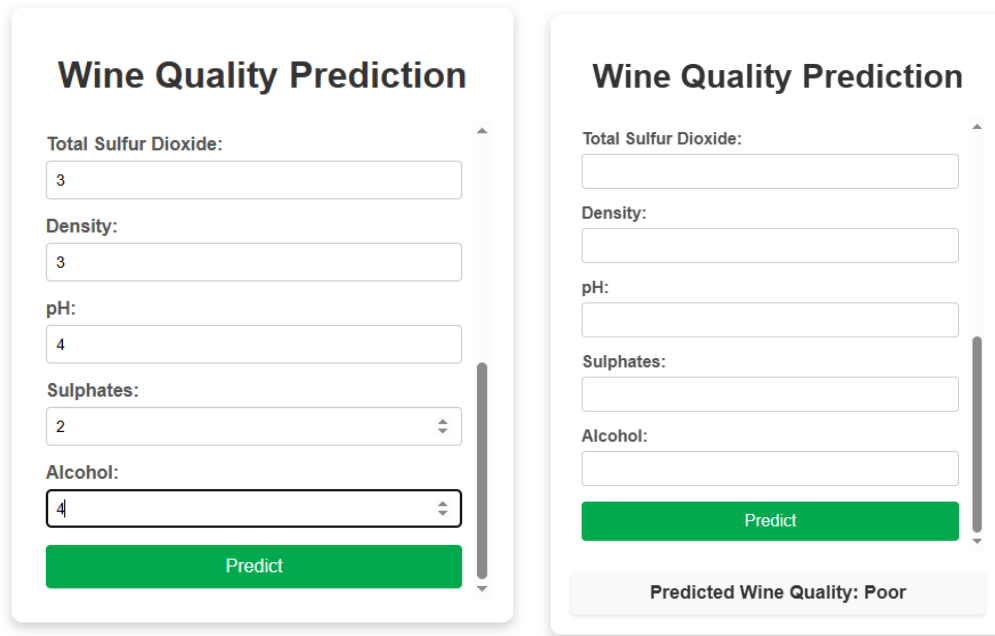 Wine Quality Prediction
Total Sulfur Dioxide:
3
Density:
3
pH:
4
Sulphates:
2
Alcohol:
4
Predict
Wine Quality Prediction
Total Sulfur Dioxide:
Density:
pH:
Sulphates:
Alcohol:
Predict
Predicted Wine Quality: Poor